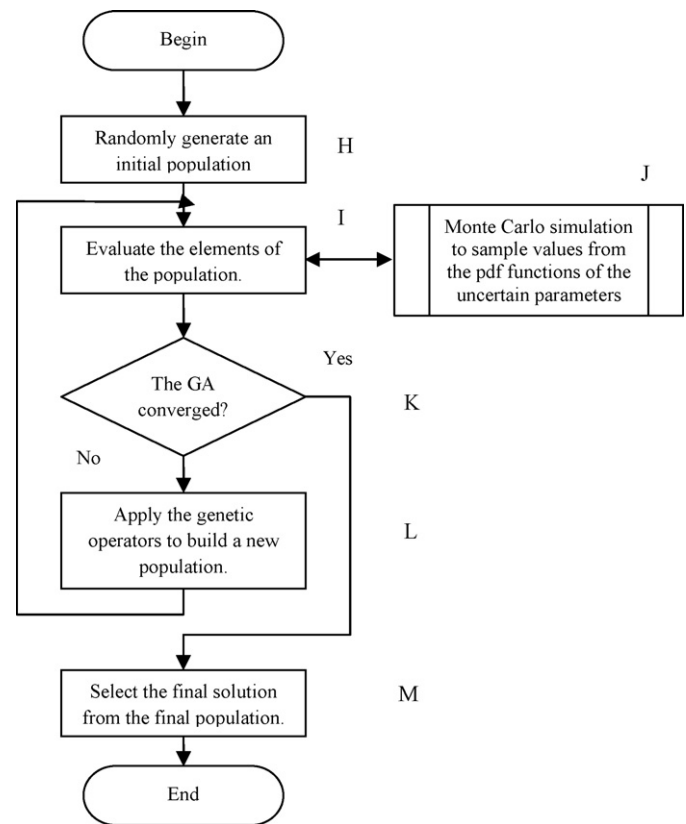 Begin
Randomly generate an
initial population
H
J
I
Evaluate the elements of
the population.
Monte Carlo simulation
to sample values from
the pdf functions of the
uncertain parameters
Yes
The GA
converged?
K
No
Apply the genetic
operators to build a new
population.
L
Select the final solution
from the final population.
M
End